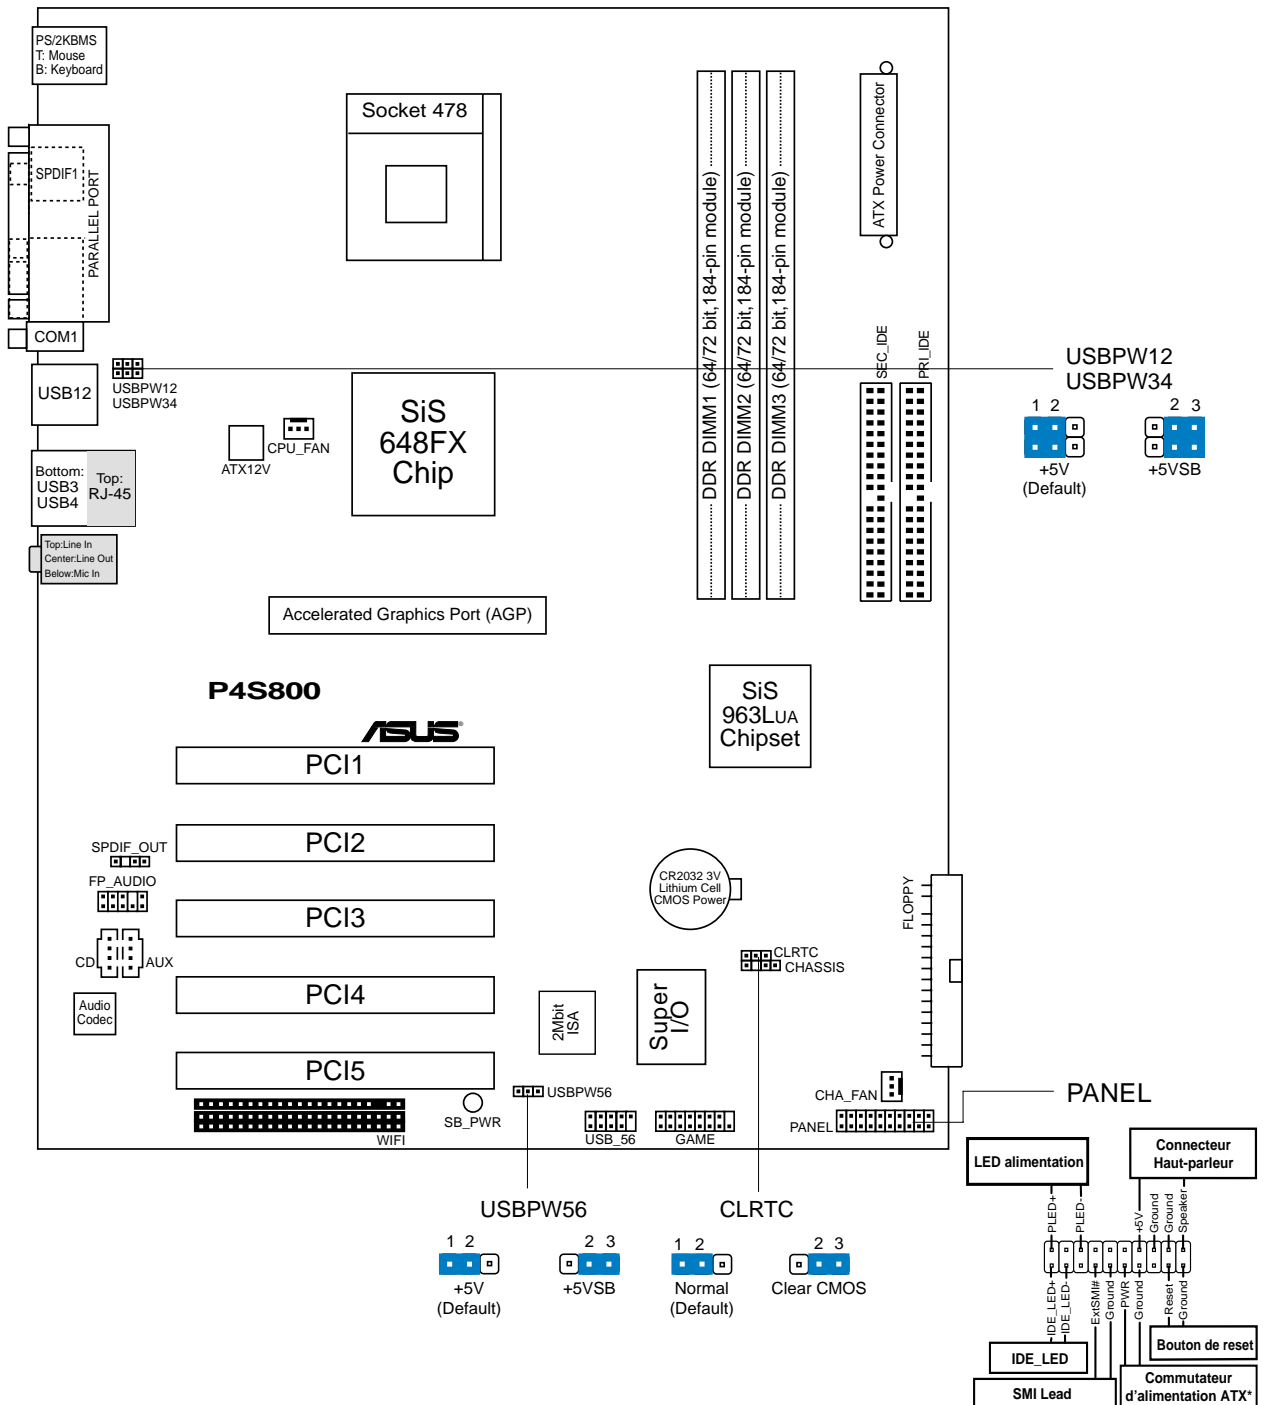 PS/2KBMS
T: Mouse
B: Keyboard
SPDIF1
PARALLEL PORT
COM1
USB12
USBPW12
USBPW34
Bottom:
USB3
USB4
Top:
RJ-45
Top:Line In
Center:Line Out
Below:Mic In
Socket 478
ATX12V
CPU_FAN
SiS
648FX
Chip
DDR DIMM1 (64/72 bit,184-pin module)
DDR DIMM2 (64/72 bit,184-pin module)
DDR DIMM3 (64/72 bit,184-pin module)
ATX Power Connector
SEC_IDE
PRI_IDE
USBPW12
USBPW34
1 2
2 3
+5V
(Default)
+5VSB
Accelerated Graphics Port (AGP)
P4S800
ASUS®
SiS
963LUA
Chipset
PCI1
PCI2
PCI3
PCI4
PCI5
SPDIF_OUT
FP_AUDIO
CD
AUX
Audio
Codec
CR2032 3V
Lithium Cell
CMOS Power
FLOPPY
CLRTC
CHASSIS
2Mbit
ISA
Super
I/O
USBPW56
SB_PWR
WIFI
USB_56
GAME
CHA_FAN
PANEL
PANEL
USBPW56
1 2
2 3
+5V
(Default)
+5VSB
CLRTC
1 2
2 3
Normal
(Default)
Clear CMOS
LED alimentation
Connecteur
Haut-parleur
PLED+
PLED-
+5V
Ground
Ground
Speaker
IDE_LED+
IDE_LED-
ExtSMI#
Ground
PWR
Ground
Reset
Ground
IDE_LED
Bouton de reset
SMI Lead
Commutateur
d'alimentation ATX*